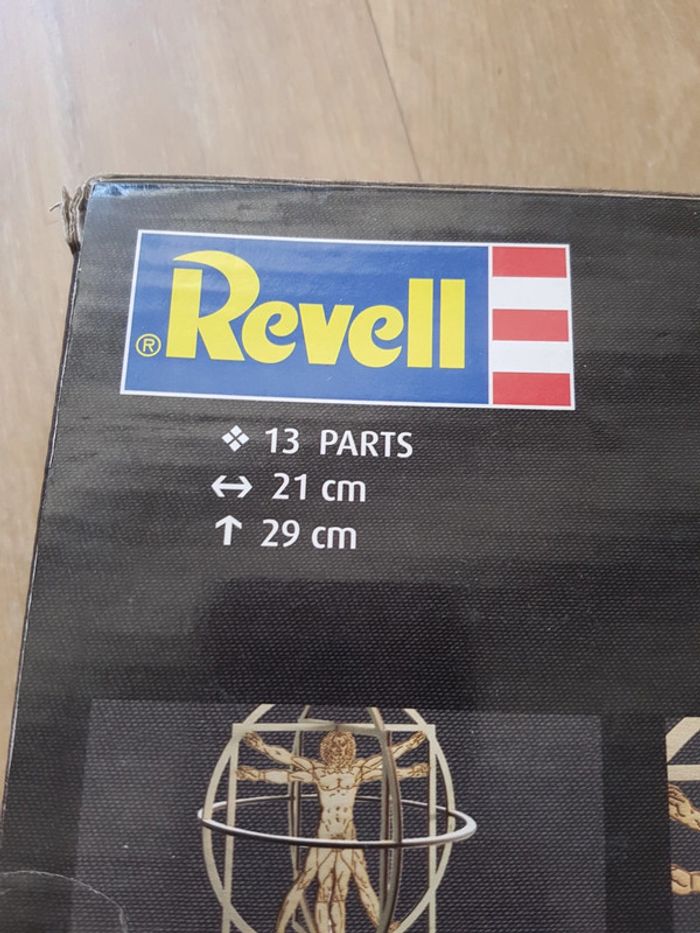 ® Revell
13 PARTS
21 cm
29 cm